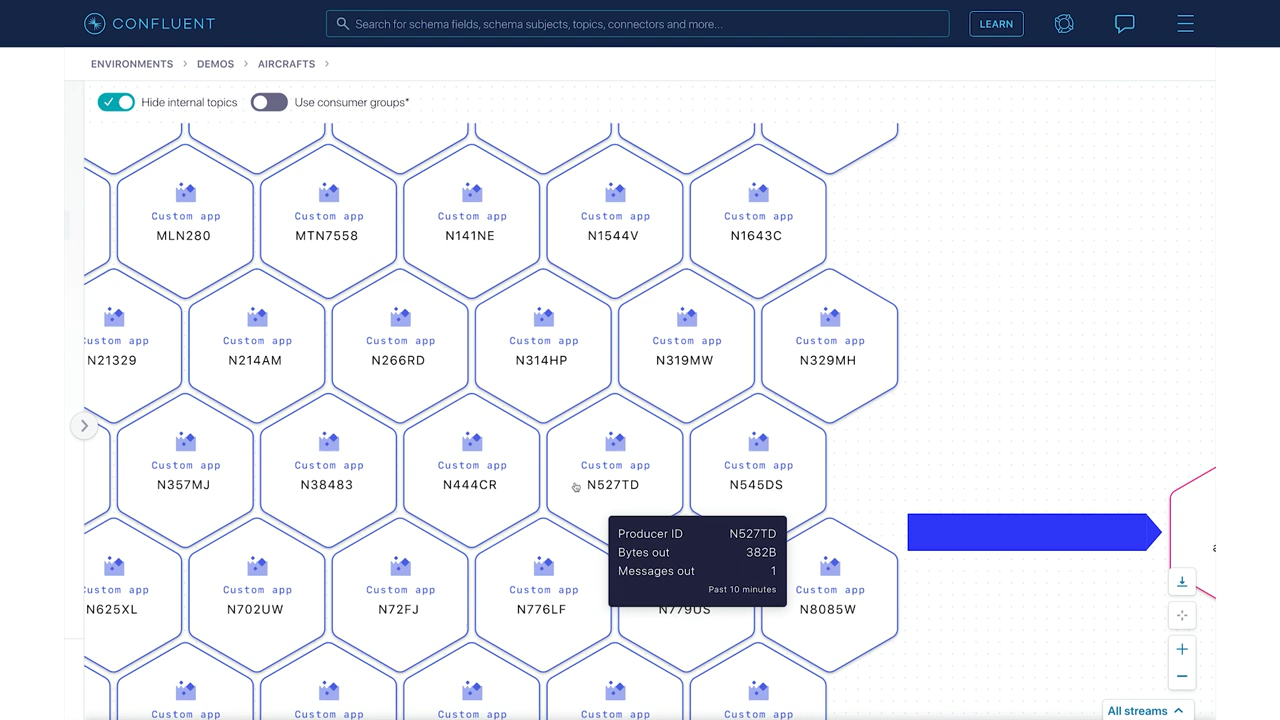 CONFLUENT
Search for schema fields, schema subjects, topics, connectors and more...
LEARN
ENVIRONMENTS > DEMOS > AIRCRAFTS >
Hide internal topics
Use consumer groups*
Custom app Custom app Custom app Custom app Custom app
MLN280 MTN7558 N141NE N1544V N1643C
Custom app Custom app Custom app Custom app Custom app Custom app
N21329 N214AM N266RD N314HP N319MW N329MH
Custom app Custom app Custom app Custom app Custom app
N357MJ N38483 N444CR N527TD N545DS
Producer ID N527TD
Bytes out 382B
Messages out 1
Past 10 minutes
Custom app Custom app Custom app Custom app Custom app
N625XL N702UW N72FJ N776LF N779US N8085W
Custom app Custom app Custom app Custom app Custom app
All streams